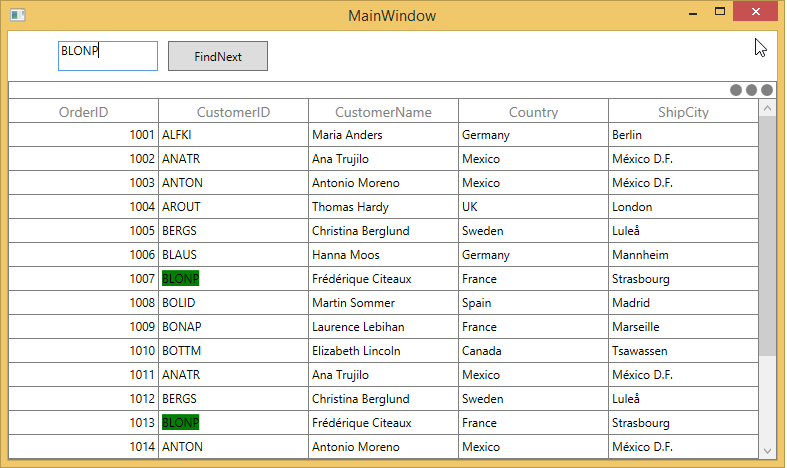 MainWindow
BLONP FindNext
OrderID CustomerID CustomerName Country ShipCity
1001 ALFKI Maria Anders Germany Berlin
1002 ANATR Ana Trujilo Mexico México D.F.
1003 ANTON Antonio Moreno Mexico México D.F.
1004 AROUT Thomas Hardy UK London
1005 BERGS Christina Berglund Sweden Luleå
1006 BLAUS Hanna Moos Germany Mannheim
1007 BLONP Frédérique Citeaux France Strasbourg
1008 BOLID Martin Sommer Spain Madrid
1009 BONAP Laurence Lebihan France Marseille
1010 BOTTM Elizabeth Lincoln Canada Tsawassen
1011 ANATR Ana Trujilo Mexico México D.F.
1012 BERGS Christina Berglund Sweden Luleå
1013 BLONP Frédérique Citeaux France Strasbourg
1014 ANTON Antonio Moreno Mexico México D.F.